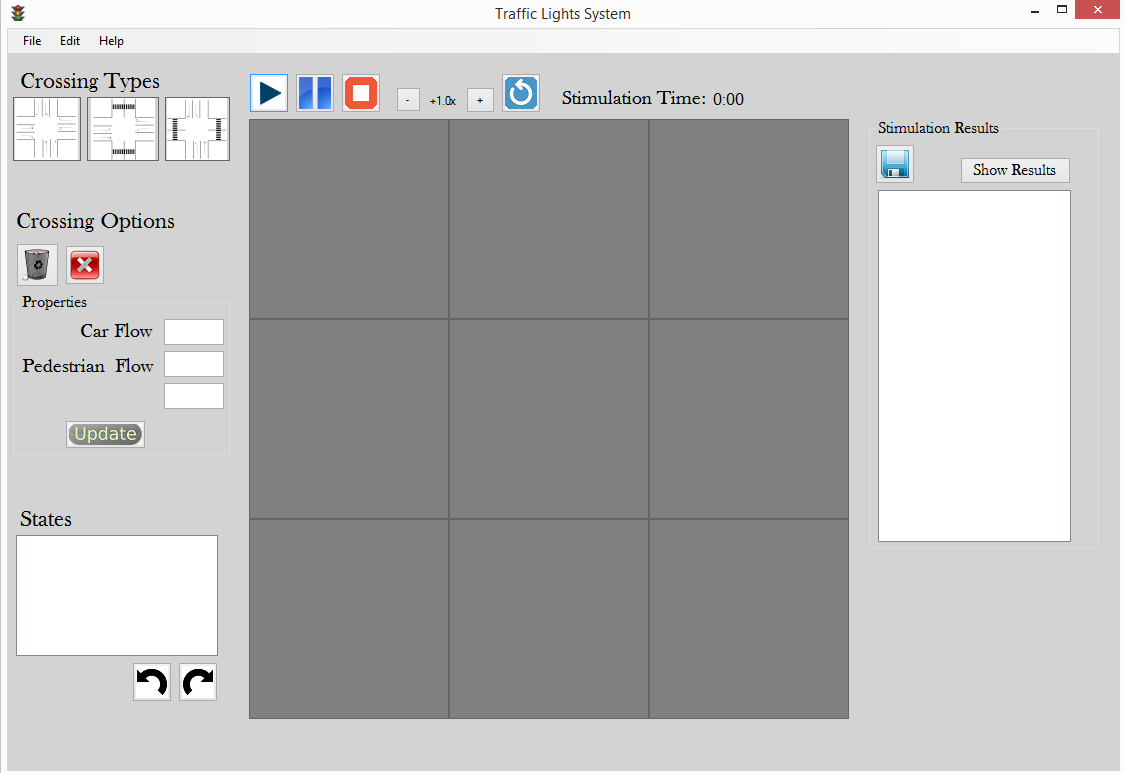 Traffic Lights System
File Edit Help
Crossing Types
- +1.0x + Stimulation Time: 0:00
Stimulation Results
Show Results
Crossing Options
Properties
Car Flow
Pedestrian Flow
Update
States